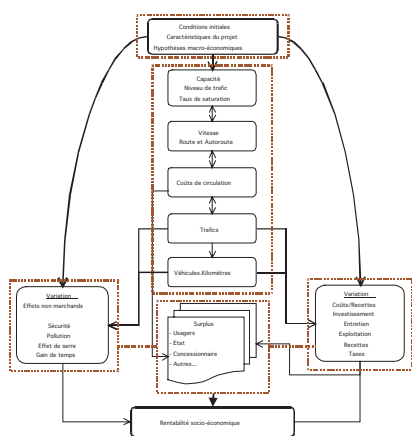 Conditions initiales
Caractéristiques du projet
Hypothèses macro-économiques
Capacité
Niveau de trafic
Taux de saturation
Vitesse
Route et Autoroute
Coûts de circulation
Trafics
Véhicules.Kilomètres
Variation
Effets non marchands
Sécurité
Pollution
Effet de serre
Gain de temps
Surplus
- Usagers
- Etat
- Concessionnaire
- Autres...
Variation
Coûts/Recettes
Investissement
Entretien
Exploitation
Recettes
Taxes
Rentabilité socio-économique